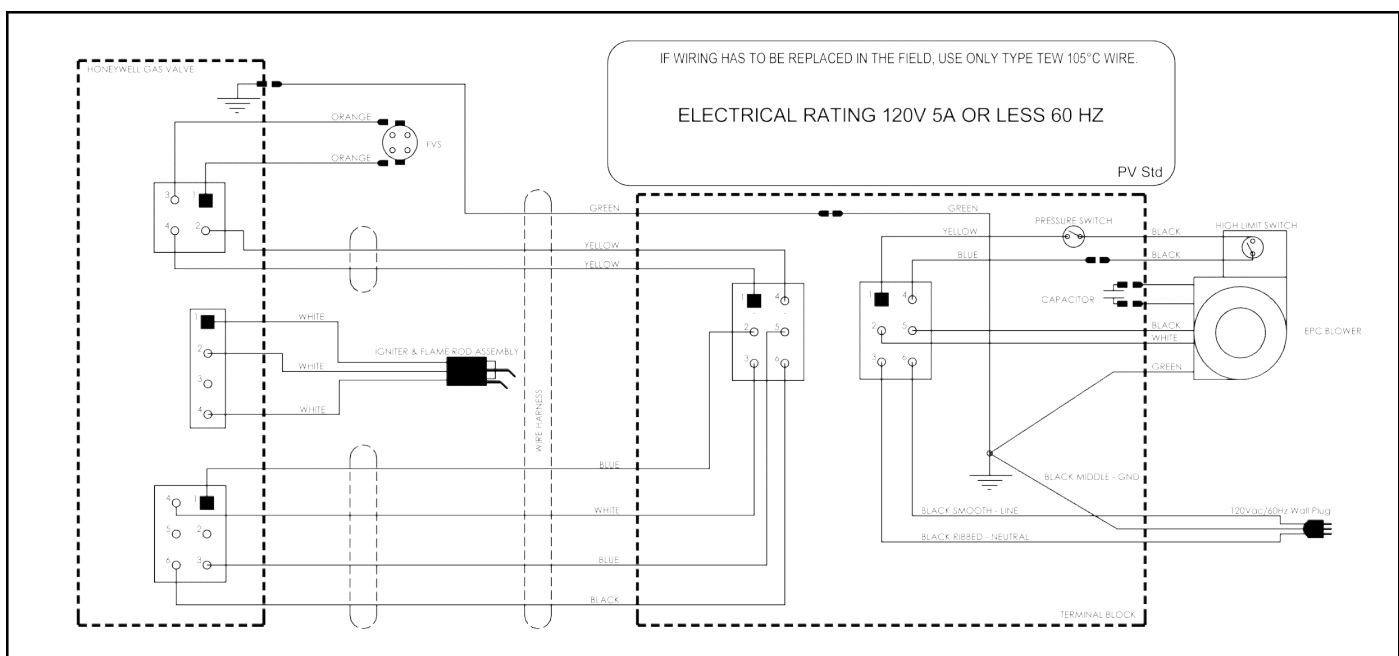 IF WIRING HAS TO BE REPLACED IN THE FIELD, USE ONLY TYPE TEW 105°C WIRE.
ELECTRICAL RATING 120V 5A OR LESS 60 HZ
PV Std
HONEYWELL GAS VALVE
ORANGE
FVS
ORANGE
3 1
4 2
GREEN
GREEN
PRESSURE SWITCH
HIGH LIMIT SWITCH
YELLOW
BLACK
YELLOW
BLUE
BLACK
YELLOW
CAPACITOR
1 4
2 5
3 6
1 4
2 5
3 6
BLACK
WHITE
EPC BLOWER
GREEN
1
2
3
4
WHITE
IGNITER & FLAME ROD ASSEMBLY
WHITE
WHITE
WIRE HARNESS
BLUE
BLACK MIDDLE - GND
4 1
5 2
6 3
WHITE
BLACK SMOOTH - LINE
120Vac/60Hz Wall Plug
BLACK RIBBED - NEUTRAL
BLUE
BLACK
TERMINAL BLOCK